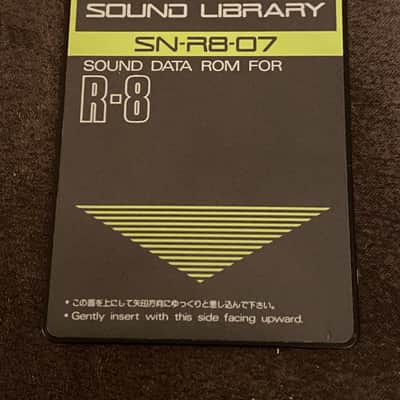 SOUND LIBRARY
SN-R8-07
SOUND DATA ROM FOR
R-8
• この面を上にして矢印方向にゆっくりと差し込んで下さい。
• Gently insert with this side facing upward.